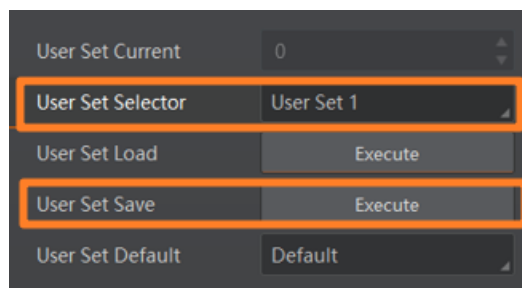 User Set Current 0
User Set Selector User Set 1
User Set Load Execute
User Set Save Execute
User Set Default Default